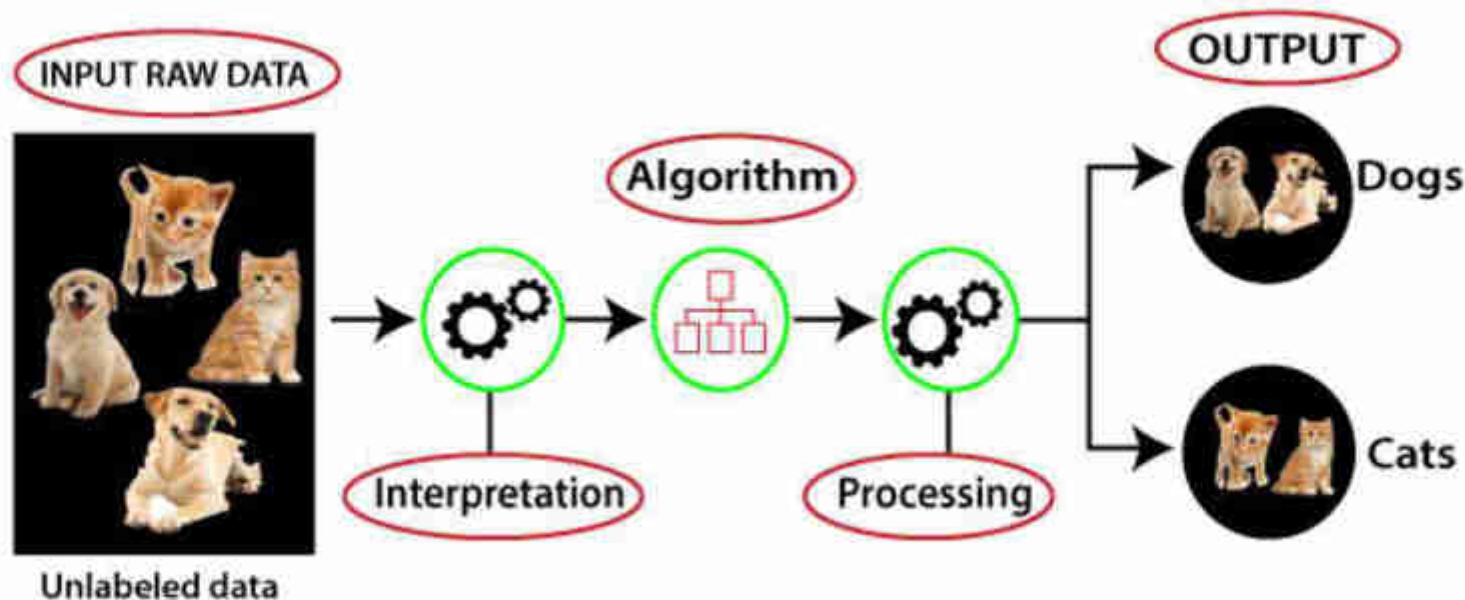 INPUT RAW DATA
OUTPUT
Algorithm
Dogs
Interpretation
Processing
Cats
Unlabeled data